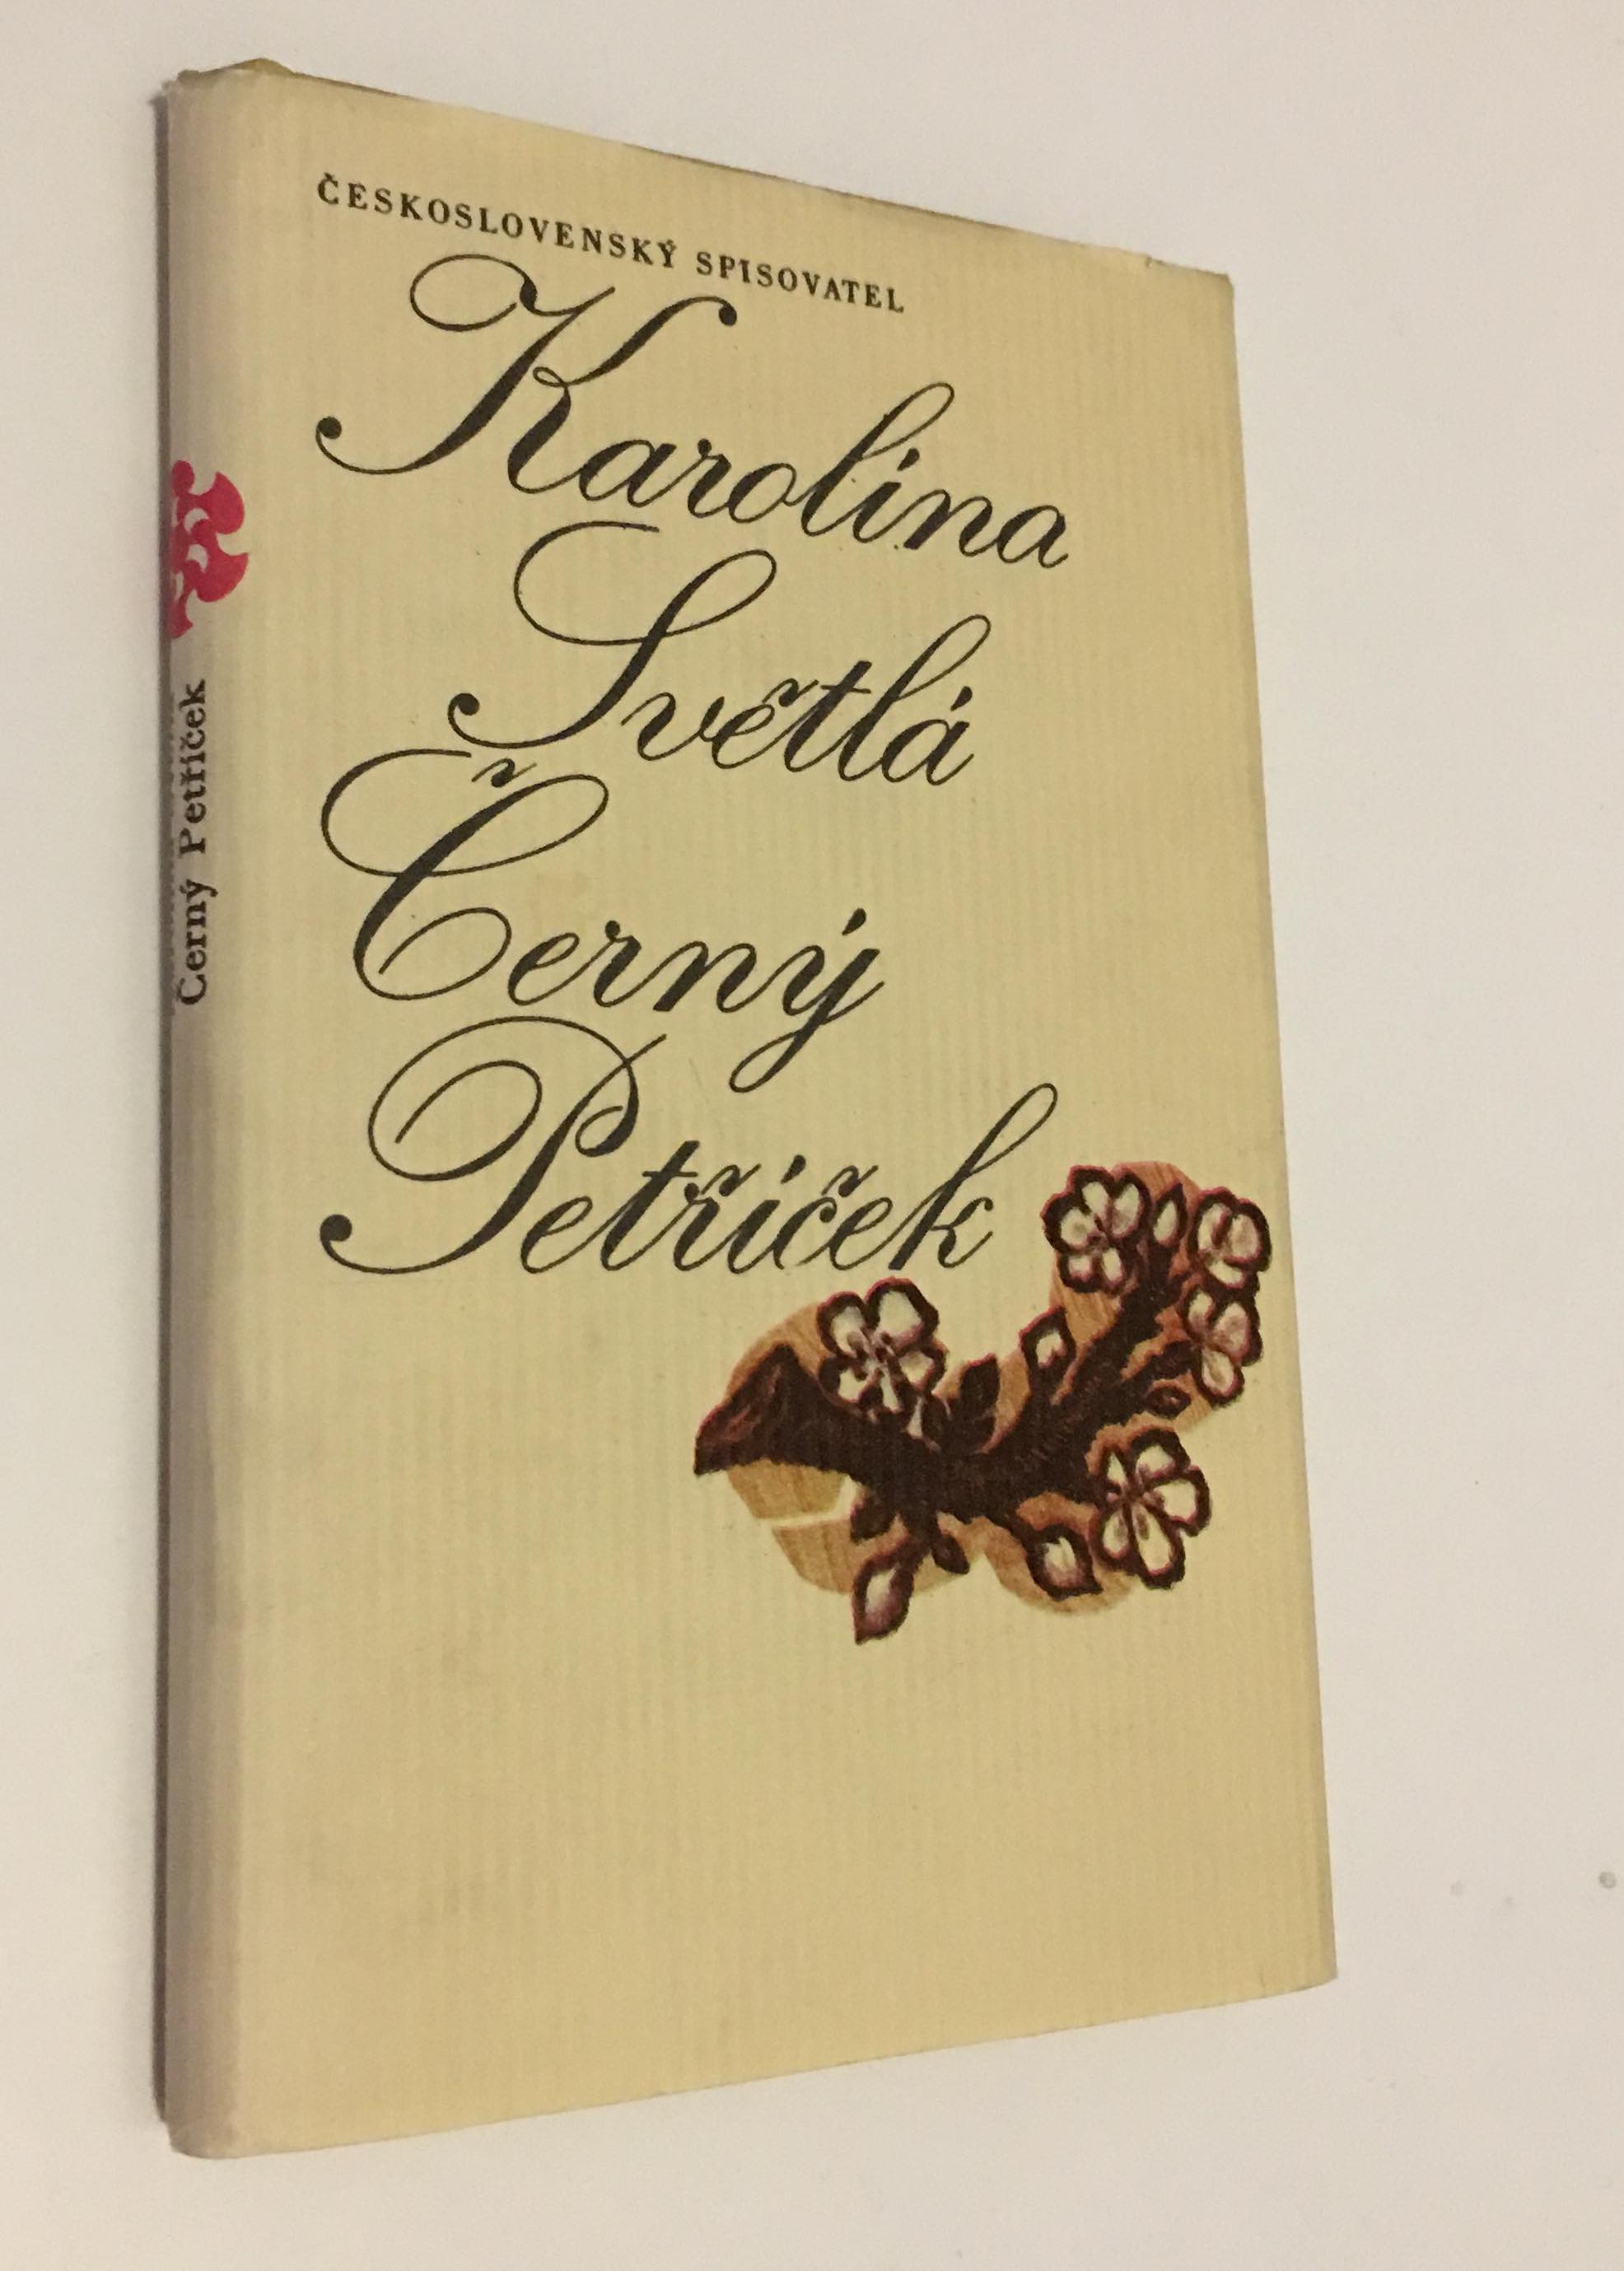 ČESKOSLOVENSKÝ SPISOVATEL
Karolina
Světlá
Černý
Petříček
Černý Petříček